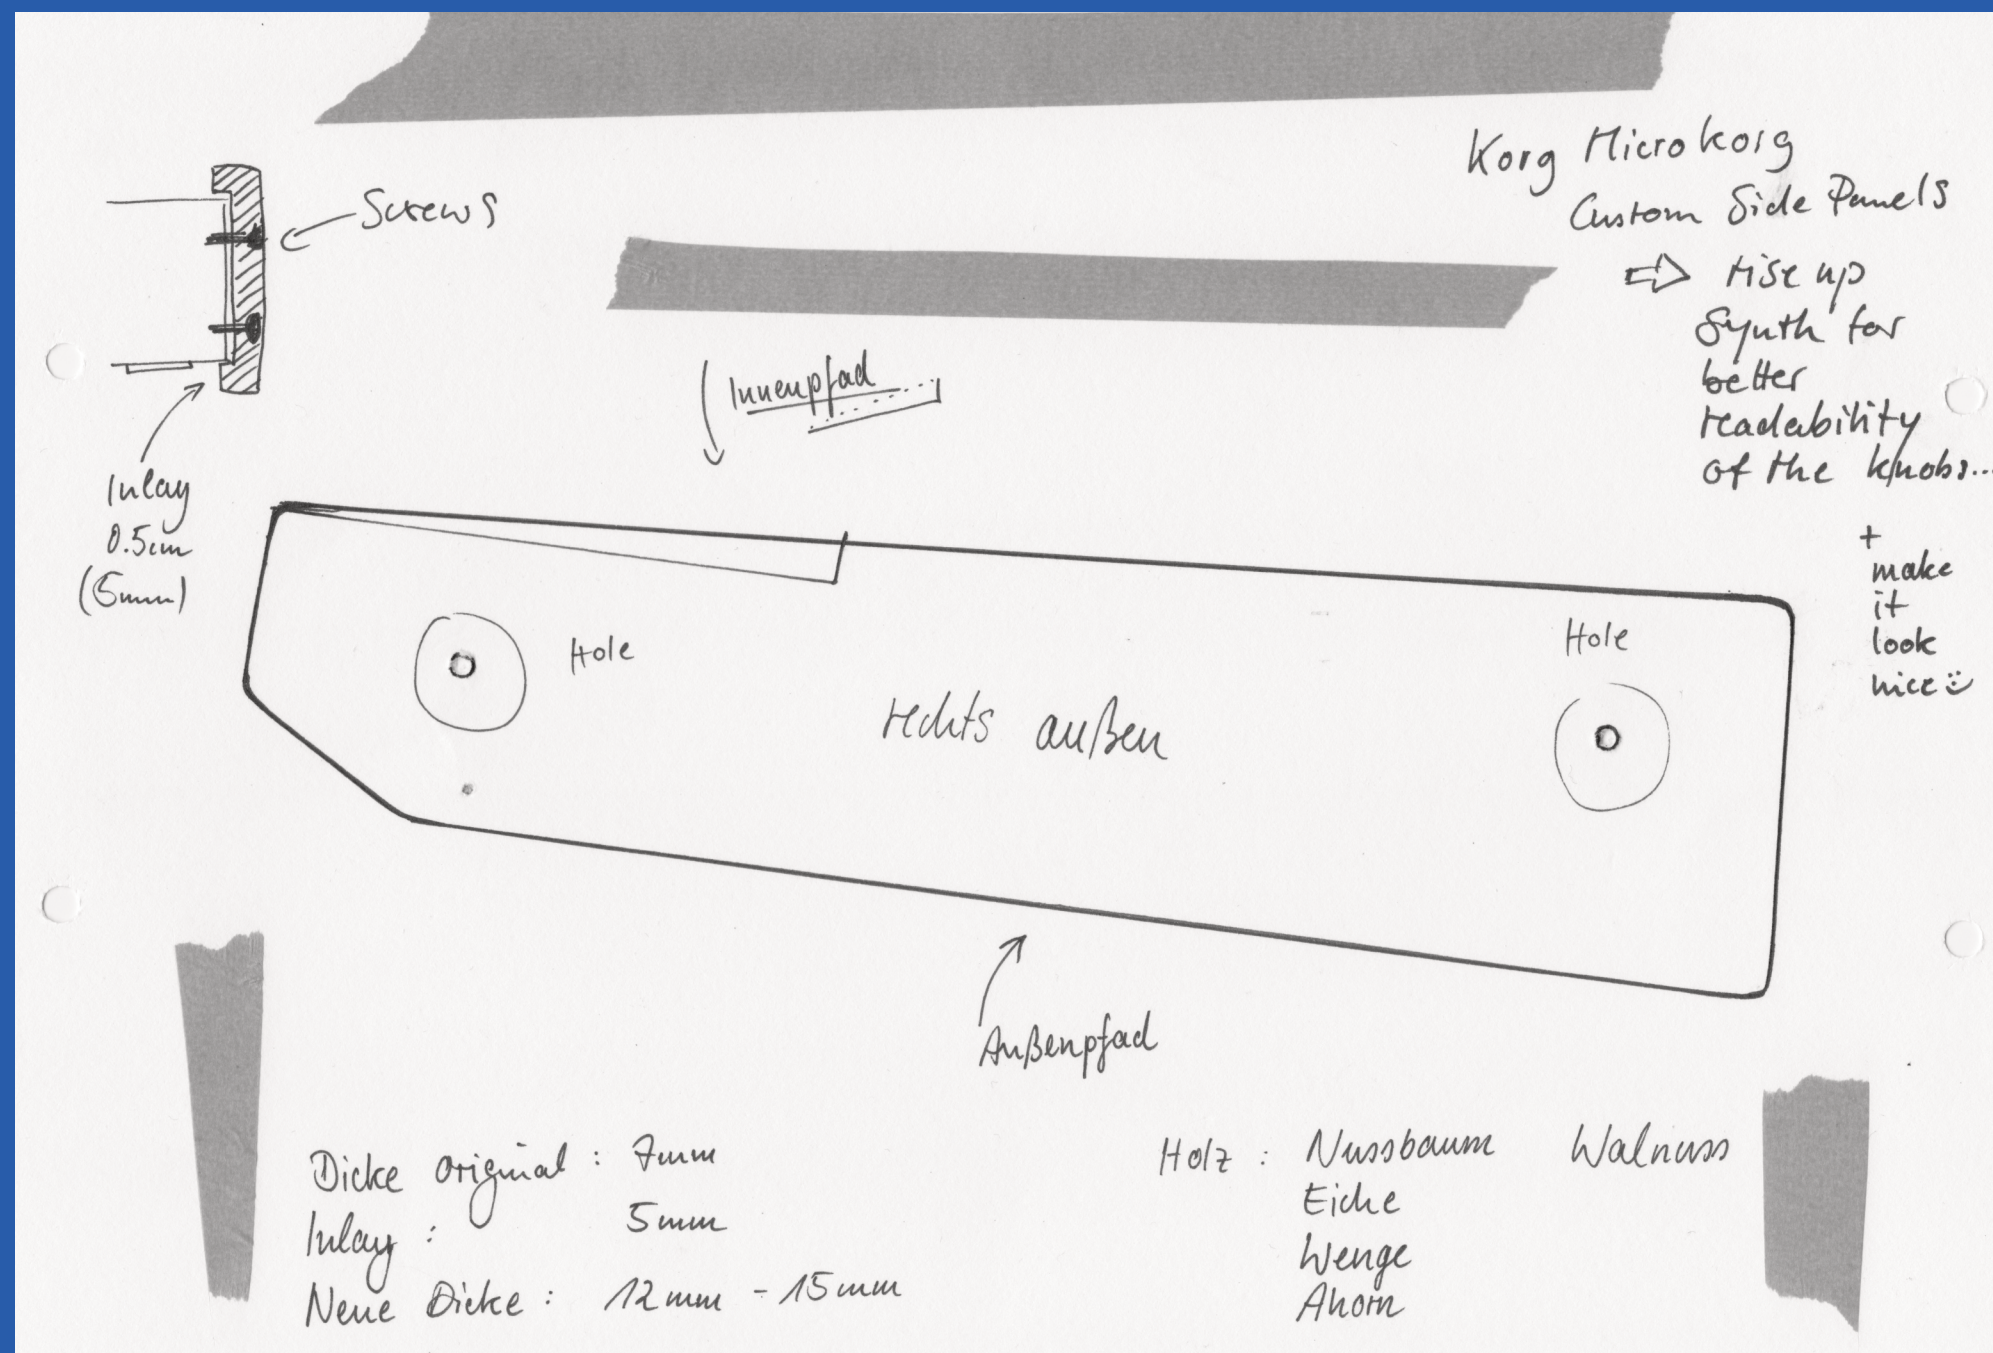 Korg Microkorg
Custom Side Panels
⇨ rise up
Synth for
better
readability
of the knobs...
+
make
it
look
nice
Screws
Inlay
0.5cm
(5mm)
Innenpfad
Hole
Hole
rechts außen
Außenpfad
Dicke original : 7mm
Inlay : 5mm
Neue Dicke : 12mm - 15mm
Holz : Nussbaum Walnuss
Eiche
Wenge
Ahorn